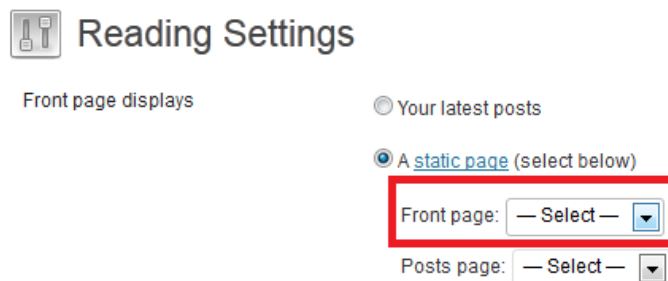 Reading Settings
Front page displays
Your latest posts
A static page (select below)
Front page: — Select —
Posts page: — Select —